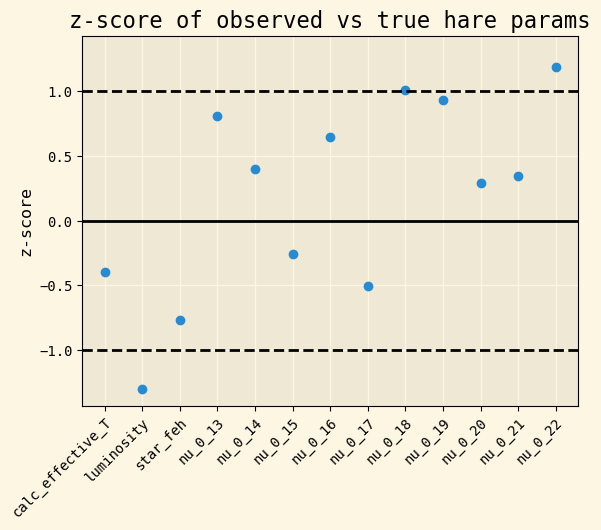 z-score of observed vs true hare params
z-score
1.0
0.5
0.0
−0.5
−1.0
calc_effective_T
luminosity
star_feh
nu_0_13
nu_0_14
nu_0_15
nu_0_16
nu_0_17
nu_0_18
nu_0_19
nu_0_20
nu_0_21
nu_0_22